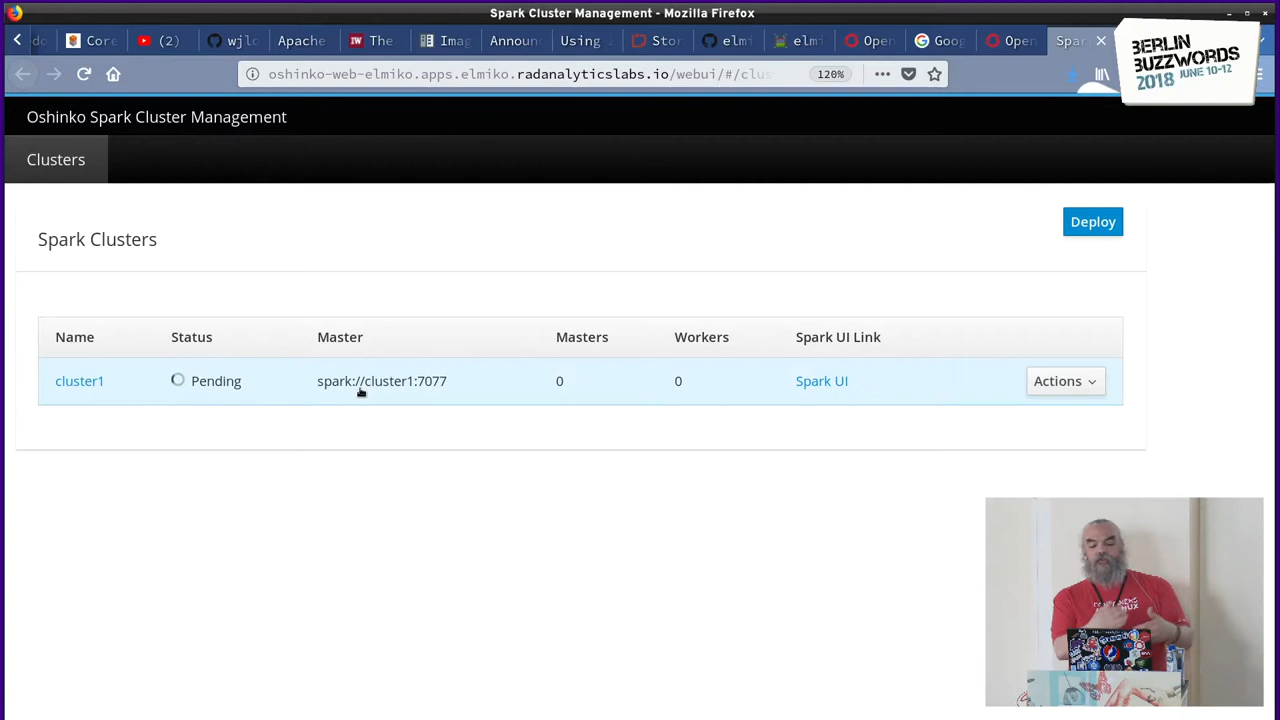 Spark Cluster Management - Mozilla Firefox
Core
(2)
wjlo
Apache
The
Imag
Announ
Using
Stor
elmi
elmi
Open
Goog
Open
Spar
oshinko-web-elmiko.apps.elmiko.radanalyticslabs.io/webui/#/clus
120%
BERLIN
BUZZWORDS
2018 JUNE 10-12
Oshinko Spark Cluster Management
Clusters
Spark Clusters
Deploy
Name Status Master Masters Workers Spark UI Link
cluster1 Pending spark://cluster1:7077 0 0 Spark UI Actions